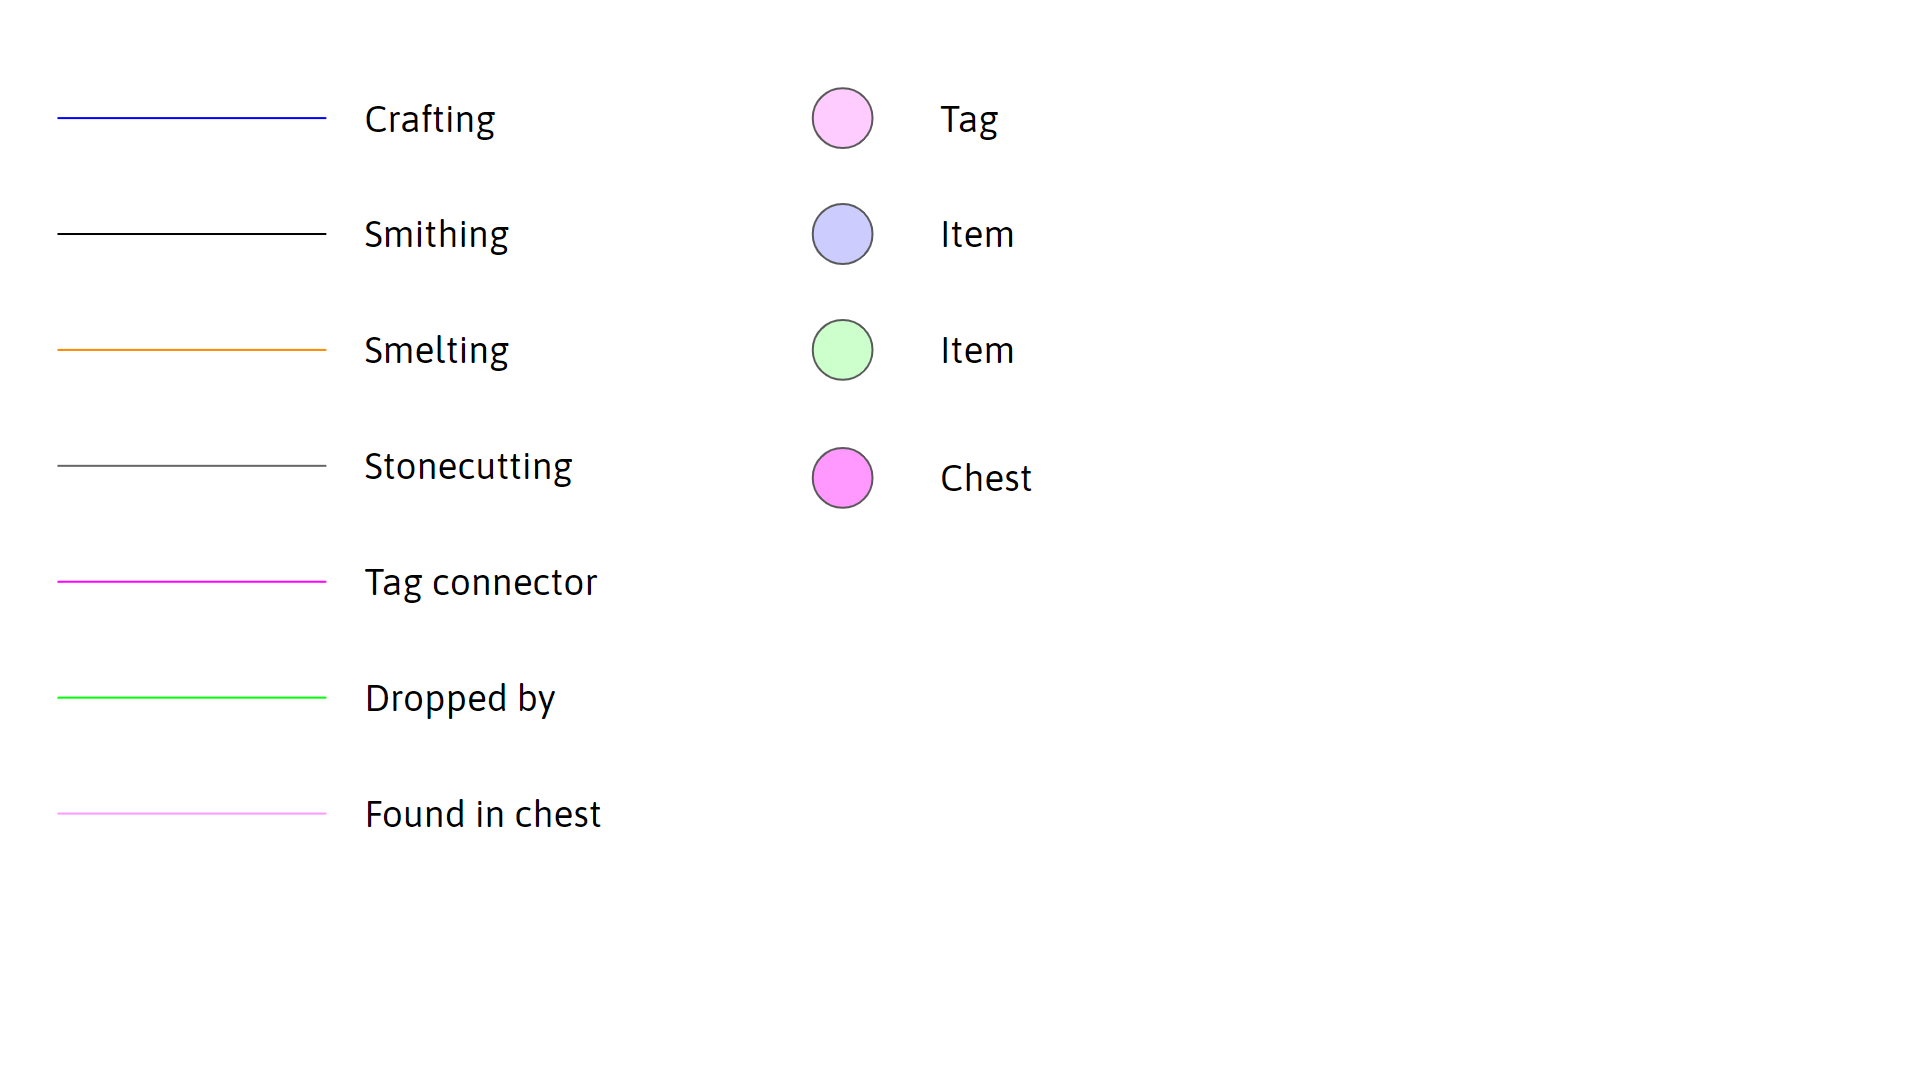 Crafting
Smithing
Smelting
Stonecutting
Tag connector
Dropped by
Found in chest
Tag
Item
Item
Chest